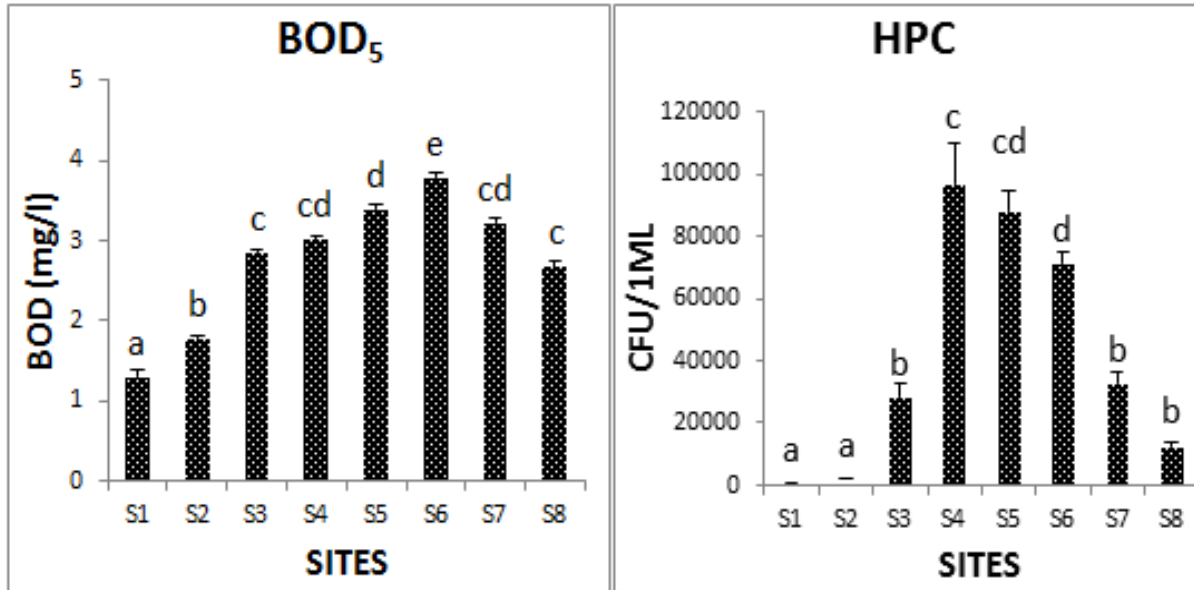 BOD₅
BOD (mg/l)
5
4
3
2
1
0
a
b
c
cd
d
e
cd
c
S1 S2 S3 S4 S5 S6 S7 S8
SITES
HPC
CFU/1ML
120000
100000
80000
60000
40000
20000
0
a
a
b
c
cd
d
b
b
S1 S2 S3 S4 S5 S6 S7 S8
SITES